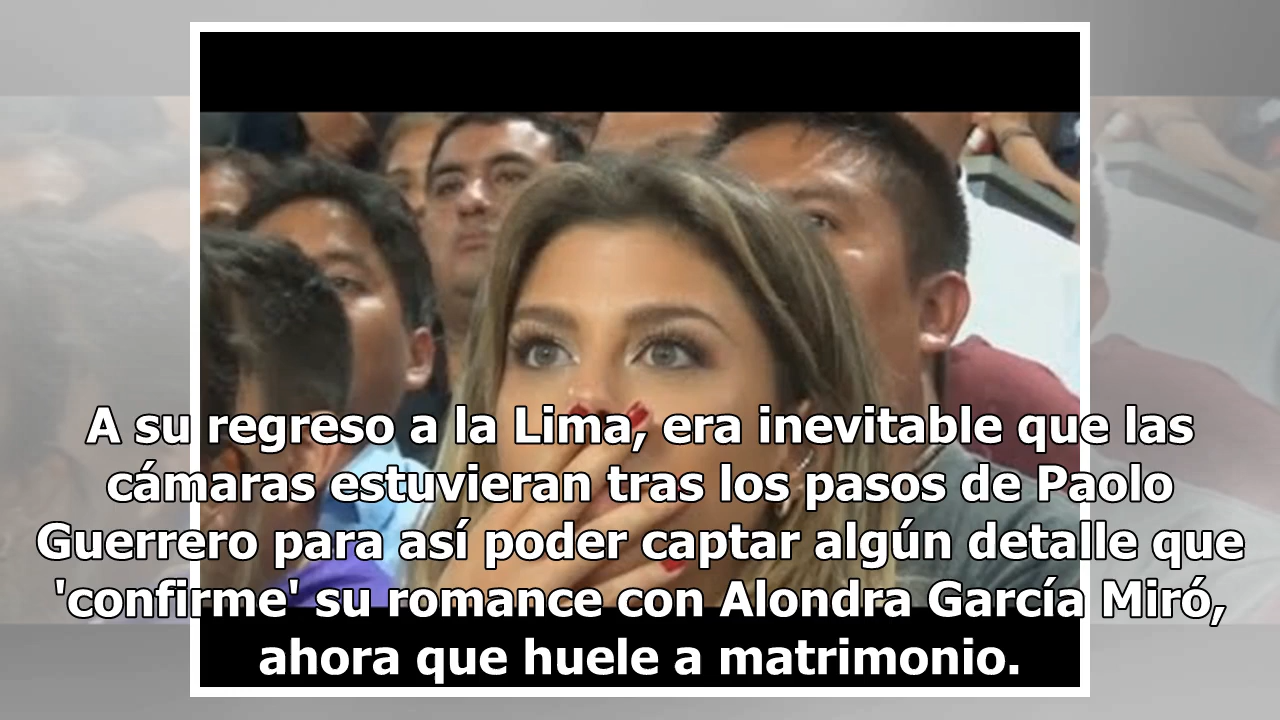 A su regreso a la Lima, era inevitable que las
cámaras estuvieran tras los pasos de Paolo
Guerrero para así poder captar algún detalle que
'confirme' su romance con Alondra García Miró,
ahora que huele a matrimonio.